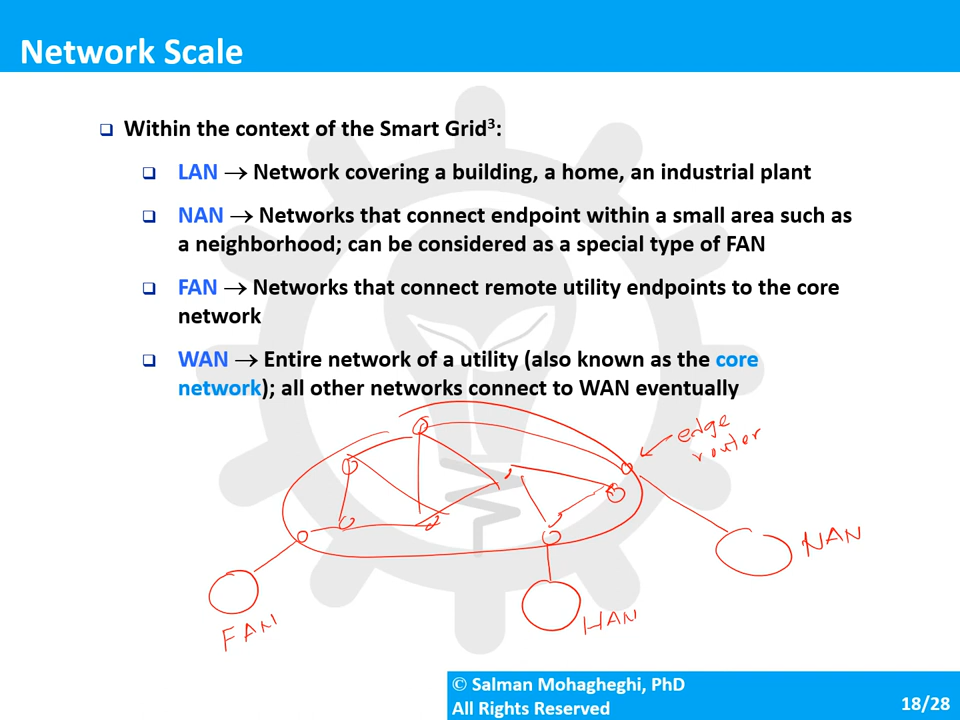 Network Scale
Within the context of the Smart Grid³:
LAN → Network covering a building, a home, an industrial plant
NAN → Networks that connect endpoint within a small area such as
a neighborhood; can be considered as a special type of FAN
FAN → Networks that connect remote utility endpoints to the core
network
WAN → Entire network of a utility (also known as the core
network); all other networks connect to WAN eventually
edge
router
NAN
HAN
FAN
© Salman Mohagheghi, PhD
All Rights Reserved
18/28